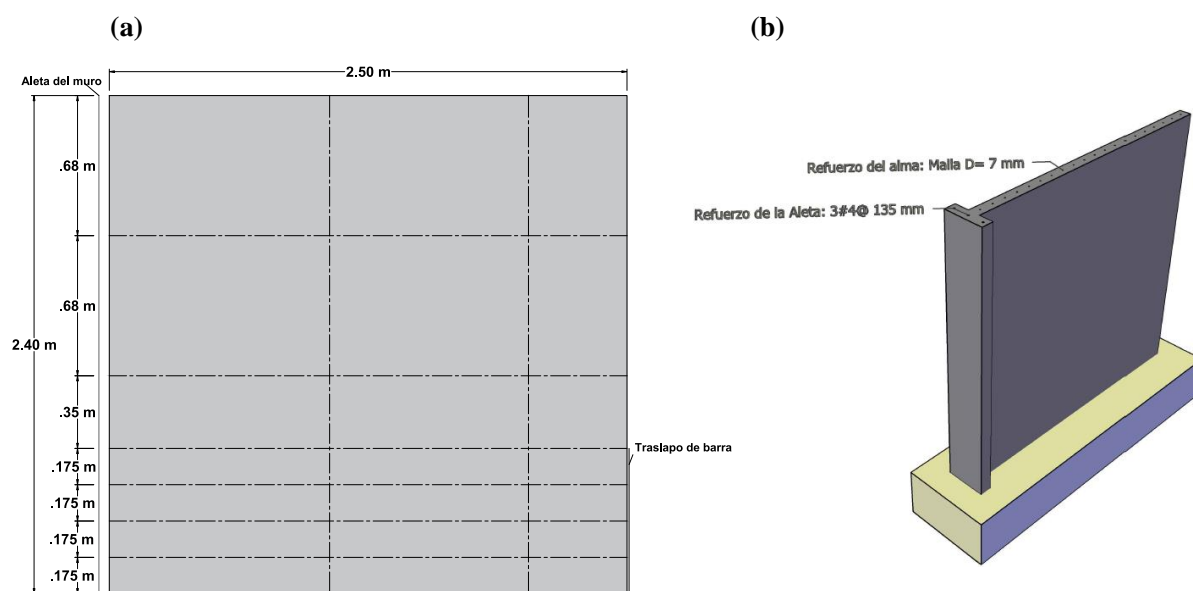 (a)
(b)
Aleta del muro
2.50 m
.68 m
.68 m
2.40 m
.35 m
.175 m
.175 m
.175 m
.175 m
Traslapo de barra
Refuerzo del alma: Malla D= 7 mm
Refuerzo de la Aleta: 3#4@ 135 mm